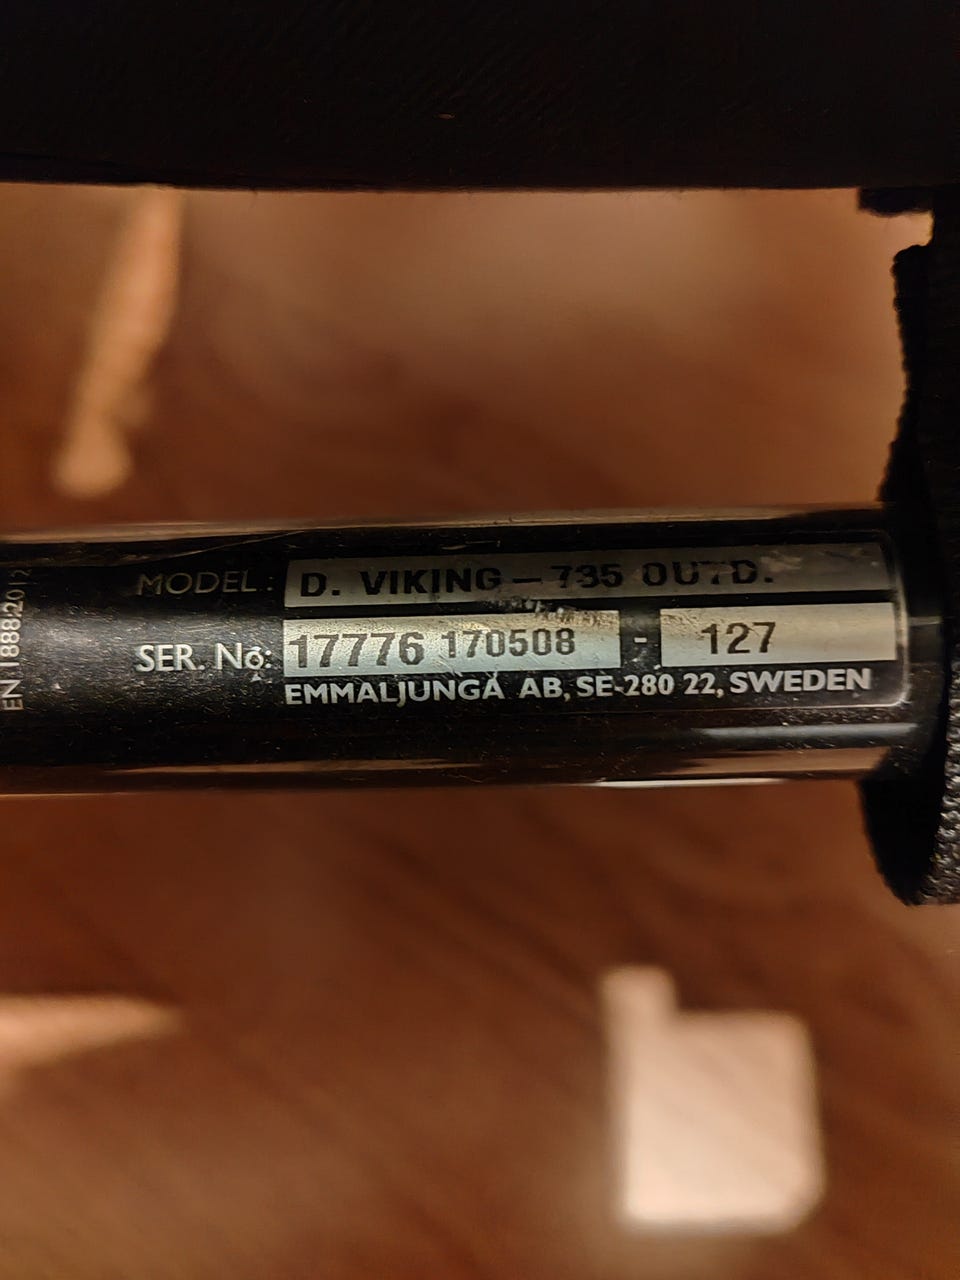 MODEL: D. VIKING – 735 OUTD.
SER. No: 17776 170508 - 127
EMMALJUNGA AB, SE-280 22, SWEDEN
EN 1888:2012